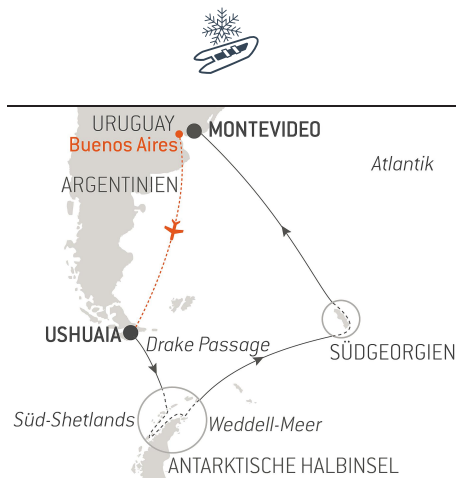 URUGUAY
MONTEVIDEO
Buenos Aires
Atlantik
ARGENTINIEN
USHUAIA
Drake Passage
SÜDGEORGIEN
Süd-Shetlands
Weddell-Meer
ANTARKTISCHE HALBINSEL